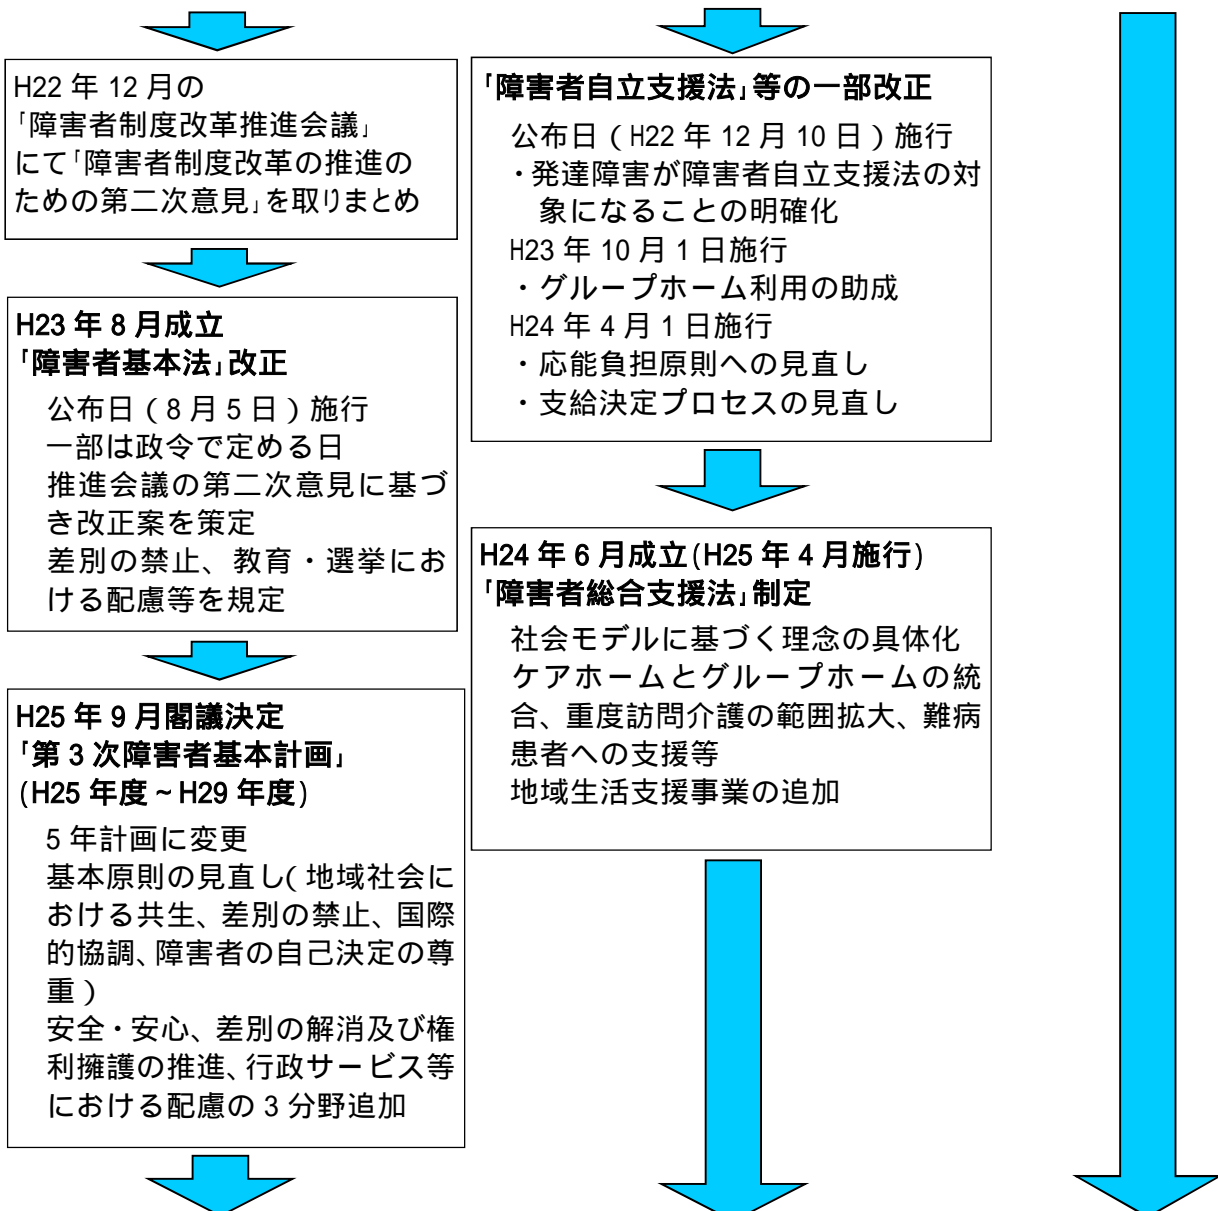 H22 年 12 月の
「障害者制度改革推進会議」
にて「障害者制度改革の推進の
ための第二次意見」を取りまとめ
H23 年 8 月成立
「障害者基本法」改正
公布日（8 月 5 日）施行
一部は政令で定める日
推進会議の第二次意見に基づ
き改正案を策定
差別の禁止、教育・選挙にお
ける配慮等を規定
H25 年 9 月閣議決定
「第 3 次障害者基本計画」
(H25 年度～H29 年度)
5 年計画に変更
基本原則の見直し（地域社会に
おける共生、差別の禁止、国際
的協調、障害者の自己決定の尊
重）
安全・安心、差別の解消及び権
利擁護の推進、行政サービス等
における配慮の 3 分野追加
「障害者自立支援法」等の一部改正
公布日（H22 年 12 月 10 日）施行
・発達障害が障害者自立支援法の対
象になることの明確化
H23 年 10 月 1 日施行
・グループホーム利用の助成
H24 年 4 月 1 日施行
・応能負担原則への見直し
・支給決定プロセスの見直し
H24 年 6 月成立(H25 年 4 月施行)
「障害者総合支援法」制定
社会モデルに基づく理念の具体化
ケアホームとグループホームの統
合、重度訪問介護の範囲拡大、難病
患者への支援等
地域生活支援事業の追加